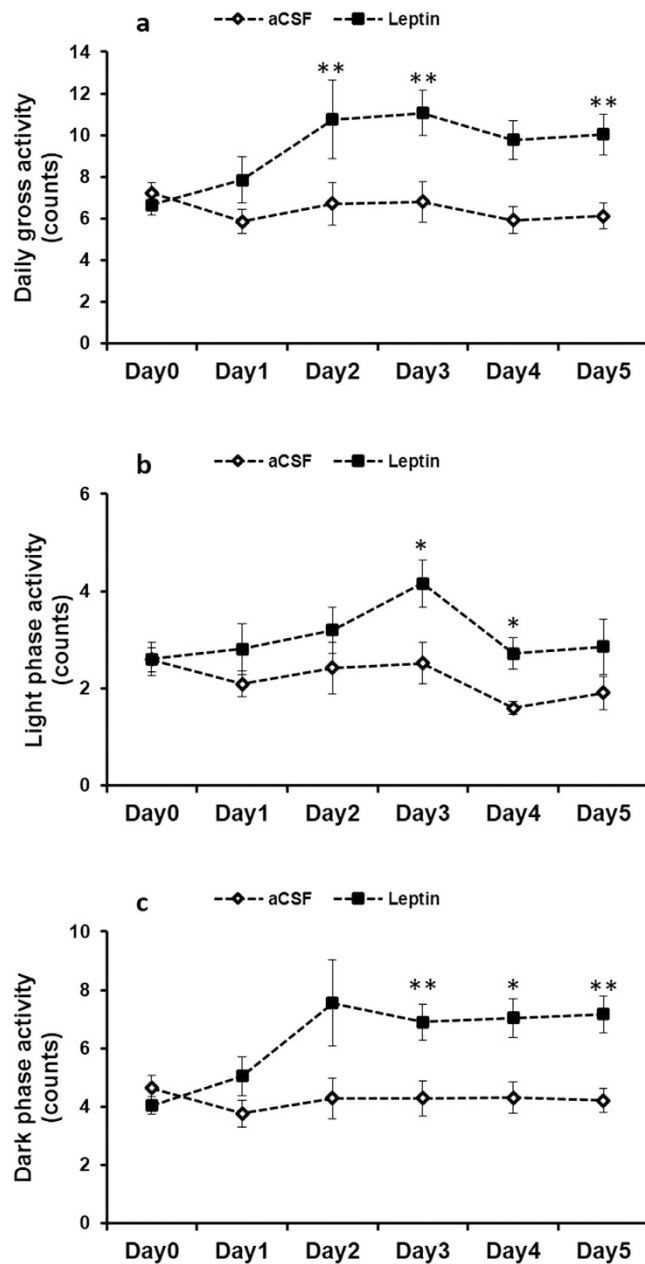 a
aCSF Leptin
Daily gross activity
(counts)
14
12
10
8
6
4
2
0
** ** **
Day0 Day1 Day2 Day3 Day4 Day5
b
aCSF Leptin
Light phase activity
(counts)
6
4
2
0
* *
Day0 Day1 Day2 Day3 Day4 Day5
c
aCSF Leptin
Dark phase activity
(counts)
10
8
6
4
2
0
** * **
Day0 Day1 Day2 Day3 Day4 Day5